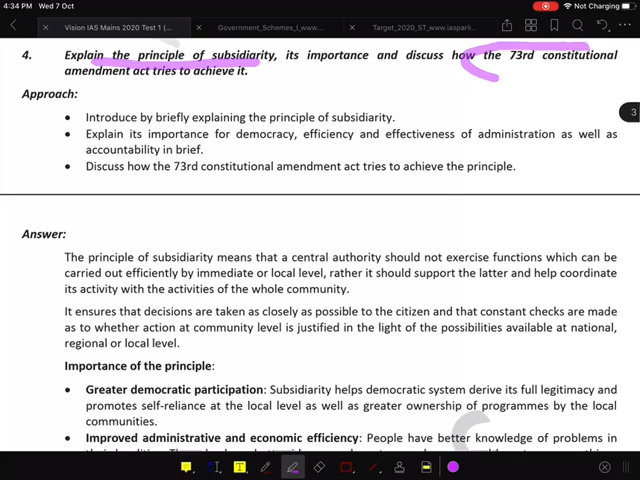 4:34 PM Wed 7 Oct
Not Charging
Vision IAS Mains 2020 Test 1 (
Government_Schemes_I_www
Target_2020_ST_www.iasparli
4. Explain the principle of subsidiarity, its importance and discuss how the 73rd constitutional
amendment act tries to achieve it.
3
Approach:
• Introduce by briefly explaining the principle of subsidiarity.
• Explain its importance for democracy, efficiency and effectiveness of administration as well as
accountability in brief.
• Discuss how the 73rd constitutional amendment act tries to achieve the principle.
Answer:
The principle of subsidiarity means that a central authority should not exercise functions which can be
carried out efficiently by immediate or local level, rather it should support the latter and help coordinate
its activity with the activities of the whole community.
It ensures that decisions are taken as closely as possible to the citizen and that constant checks are made
as to whether action at community level is justified in the light of the possibilities available at national,
regional or local level.
Importance of the principle:
• Greater democratic participation: Subsidiarity helps democratic system derive its full legitimacy and
promotes self-reliance at the local level as well as greater ownership of programmes by the local
communities.
• Improved administrative and economic efficiency: People have better knowledge of problems in